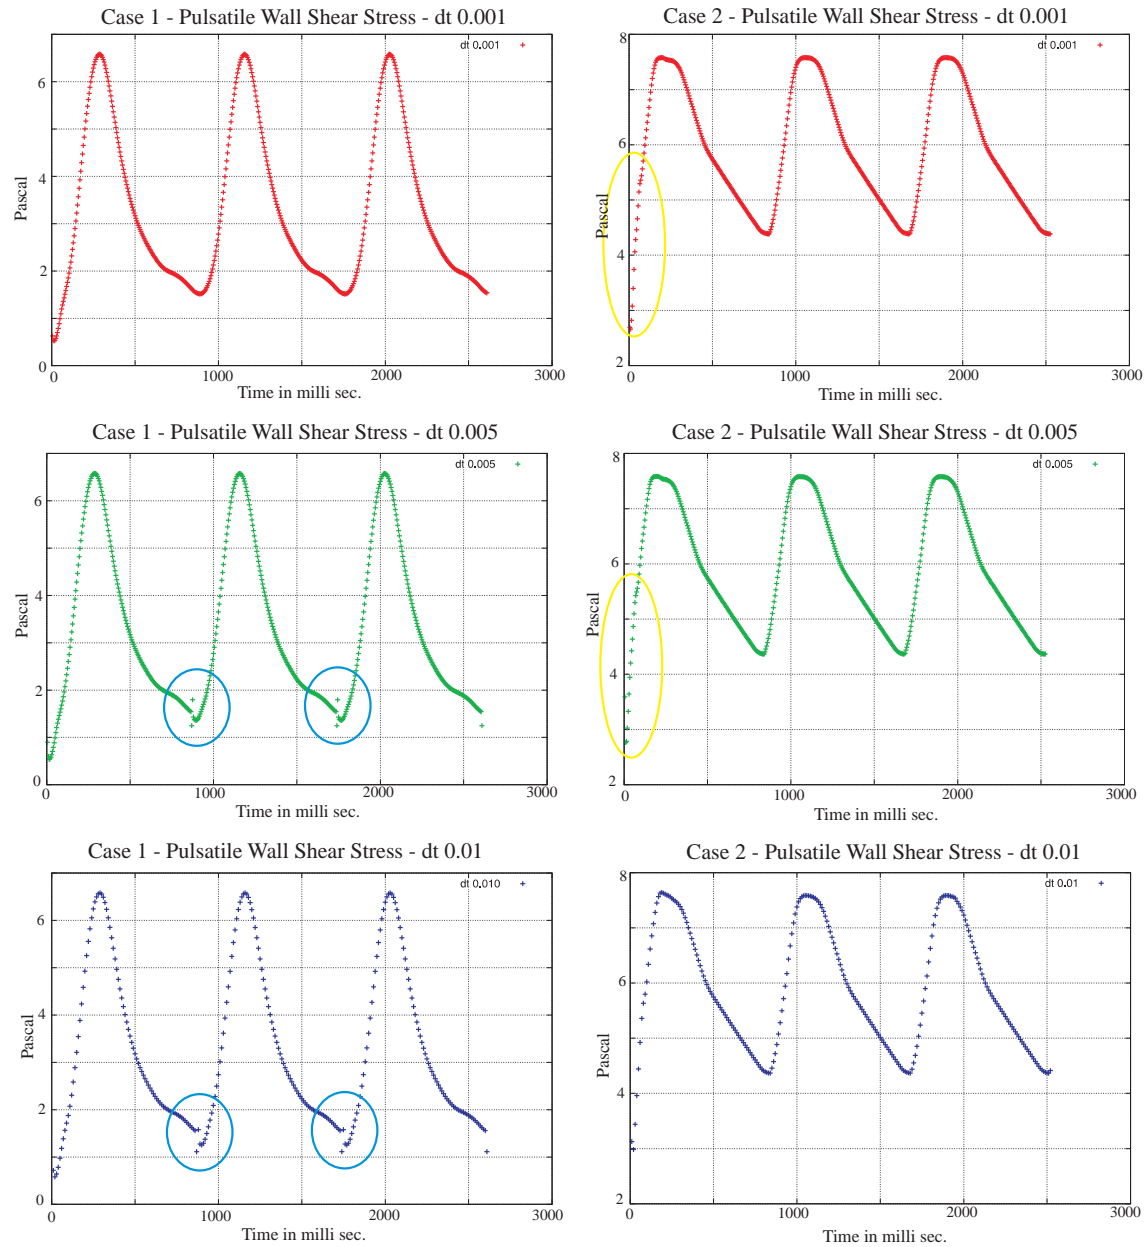 Case 1 - Pulsatile Wall Shear Stress - dt 0.001
dt 0.001
6
4
2
0
Pascal
0 1000 2000 3000
Time in milli sec.
Case 2 - Pulsatile Wall Shear Stress - dt 0.001
dt 0.001
8
6
4
2
Pascal
0 1000 2000 3000
Time in milli sec.
Case 1 - Pulsatile Wall Shear Stress - dt 0.005
dt 0.005
6
4
2
0
Pascal
0 1000 2000 3000
Time in milli sec.
Case 2 - Pulsatile Wall Shear Stress - dt 0.005
dt 0.005
8
6
4
2
Pascal
0 1000 2000 3000
Time in milli sec.
Case 1 - Pulsatile Wall Shear Stress - dt 0.01
dt 0.010
6
4
2
0
Pascal
0 1000 2000 3000
Time in milli sec.
Case 2 - Pulsatile Wall Shear Stress - dt 0.01
dt 0.01
8
6
4
2
Pascal
0 1000 2000 3000
Time in milli sec.